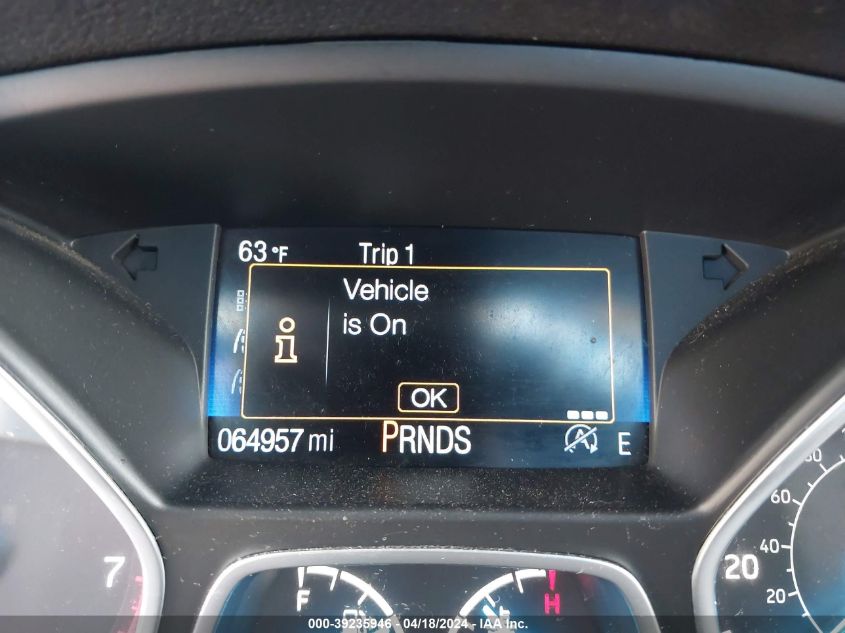 63 °F Trip 1
Vehicle
is On
OK
064957 mi PRNDS A E
7
F H
20
80
60
40
20
000-39235946 / 04/18/2024 - IAA Inc.